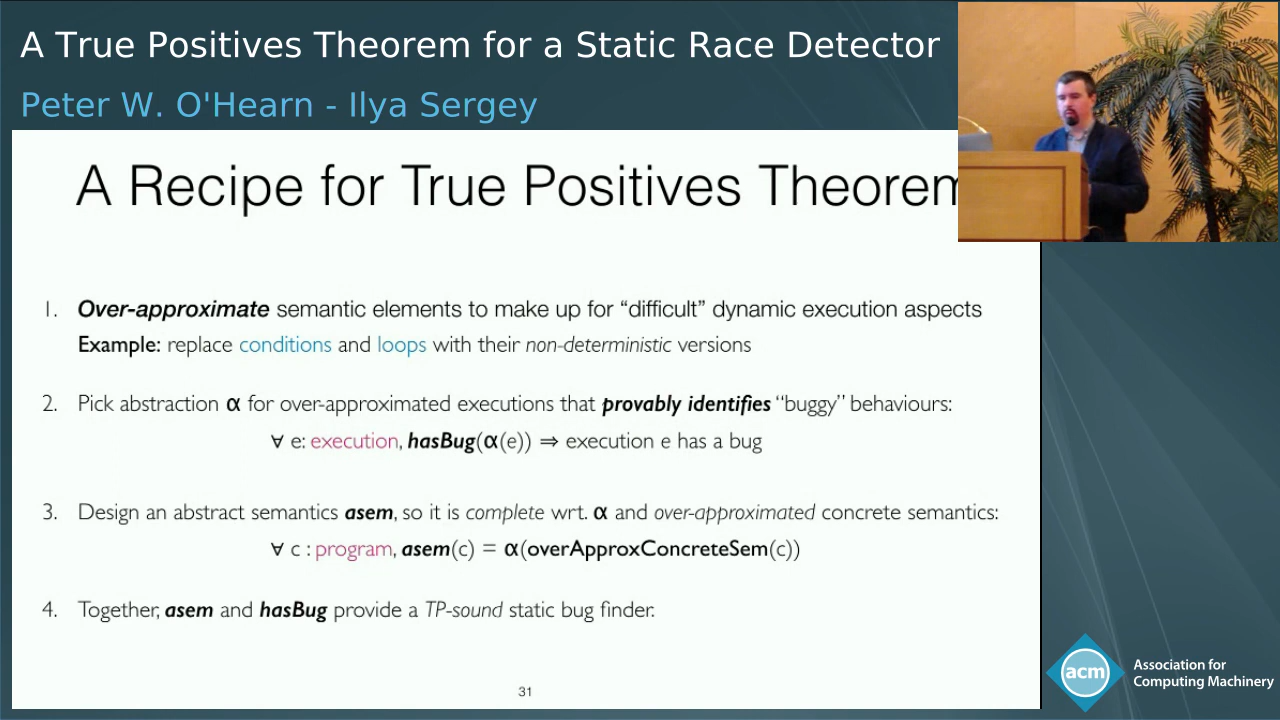 A True Positives Theorem for a Static Race Detector
Peter W. O'Hearn - Ilya Sergey
A Recipe for True Positives Theorem
1. Over-approximate semantic elements to make up for “difficult” dynamic execution aspects
Example: replace conditions and loops with their non-deterministic versions
2. Pick abstraction α for over-approximated executions that provably identifies “buggy” behaviours:
∀ e: execution, hasBug(α(e)) ⇒ execution e has a bug
3. Design an abstract semantics asem, so it is complete wrt. α and over-approximated concrete semantics:
∀ c : program, asem(c) = α(overApproxConcreteSem(c))
4. Together, asem and hasBug provide a TP-sound static bug finder.
31
acm
Association for
Computing Machinery